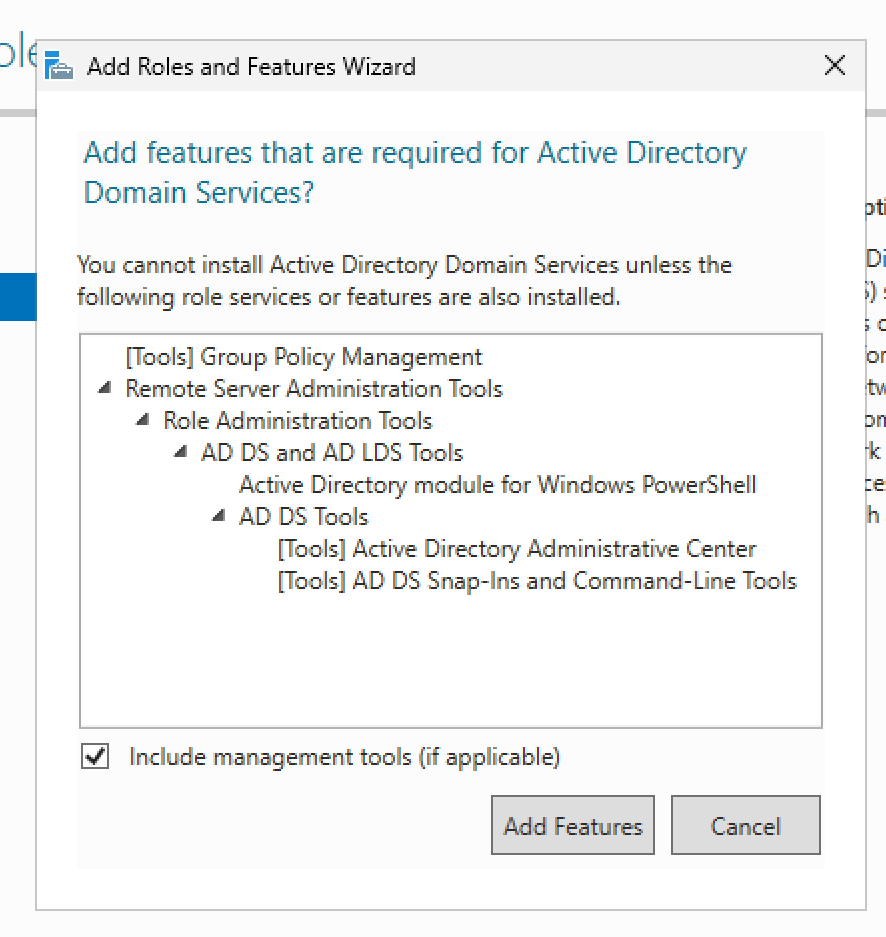 Add Roles and Features Wizard
Add features that are required for Active Directory
Domain Services?
You cannot install Active Directory Domain Services unless the
following role services or features are also installed.
[Tools] Group Policy Management
Remote Server Administration Tools
Role Administration Tools
AD DS and AD LDS Tools
Active Directory module for Windows PowerShell
AD DS Tools
[Tools] Active Directory Administrative Center
[Tools] AD DS Snap-Ins and Command-Line Tools
Include management tools (if applicable)
Add Features Cancel